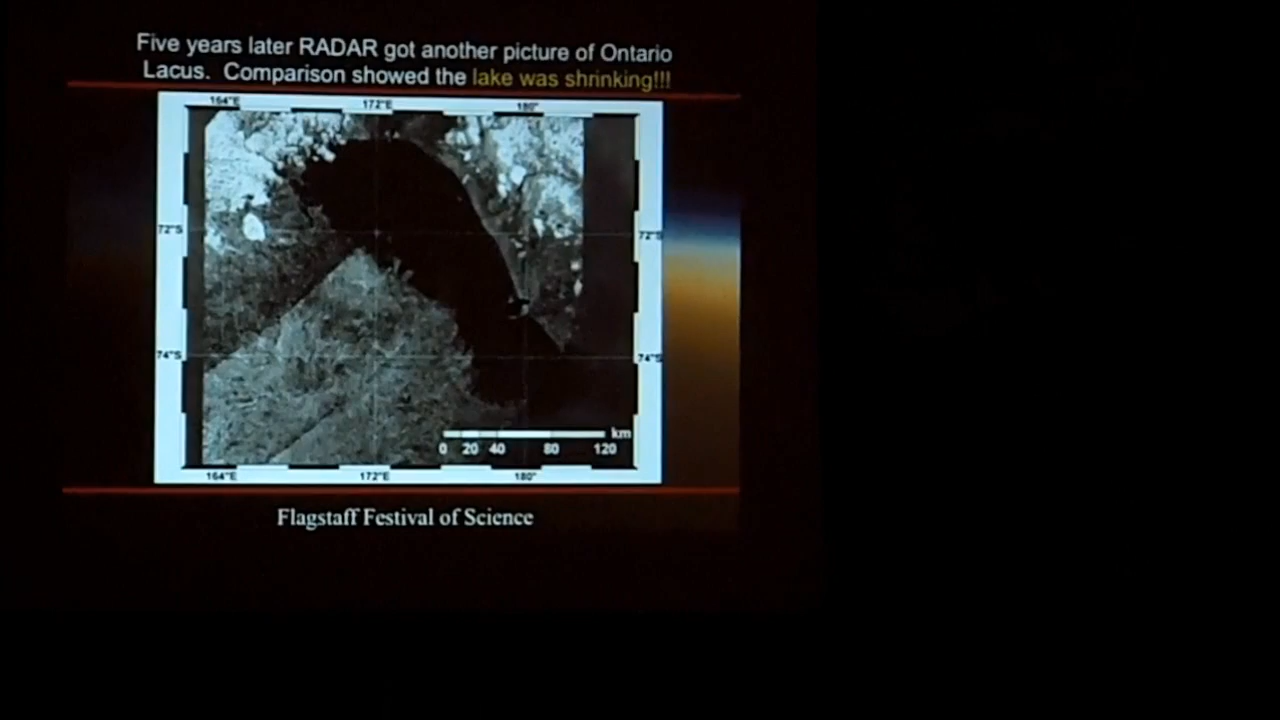 Five years later RADAR got another picture of Ontario
Lacus. Comparison showed the lake was shrinking!!!
164°E 172°E 180°
72°S 72°S
74°S 74°S
km
0 20 40 80 120
164°E 172°E 180°
Flagstaff Festival of Science